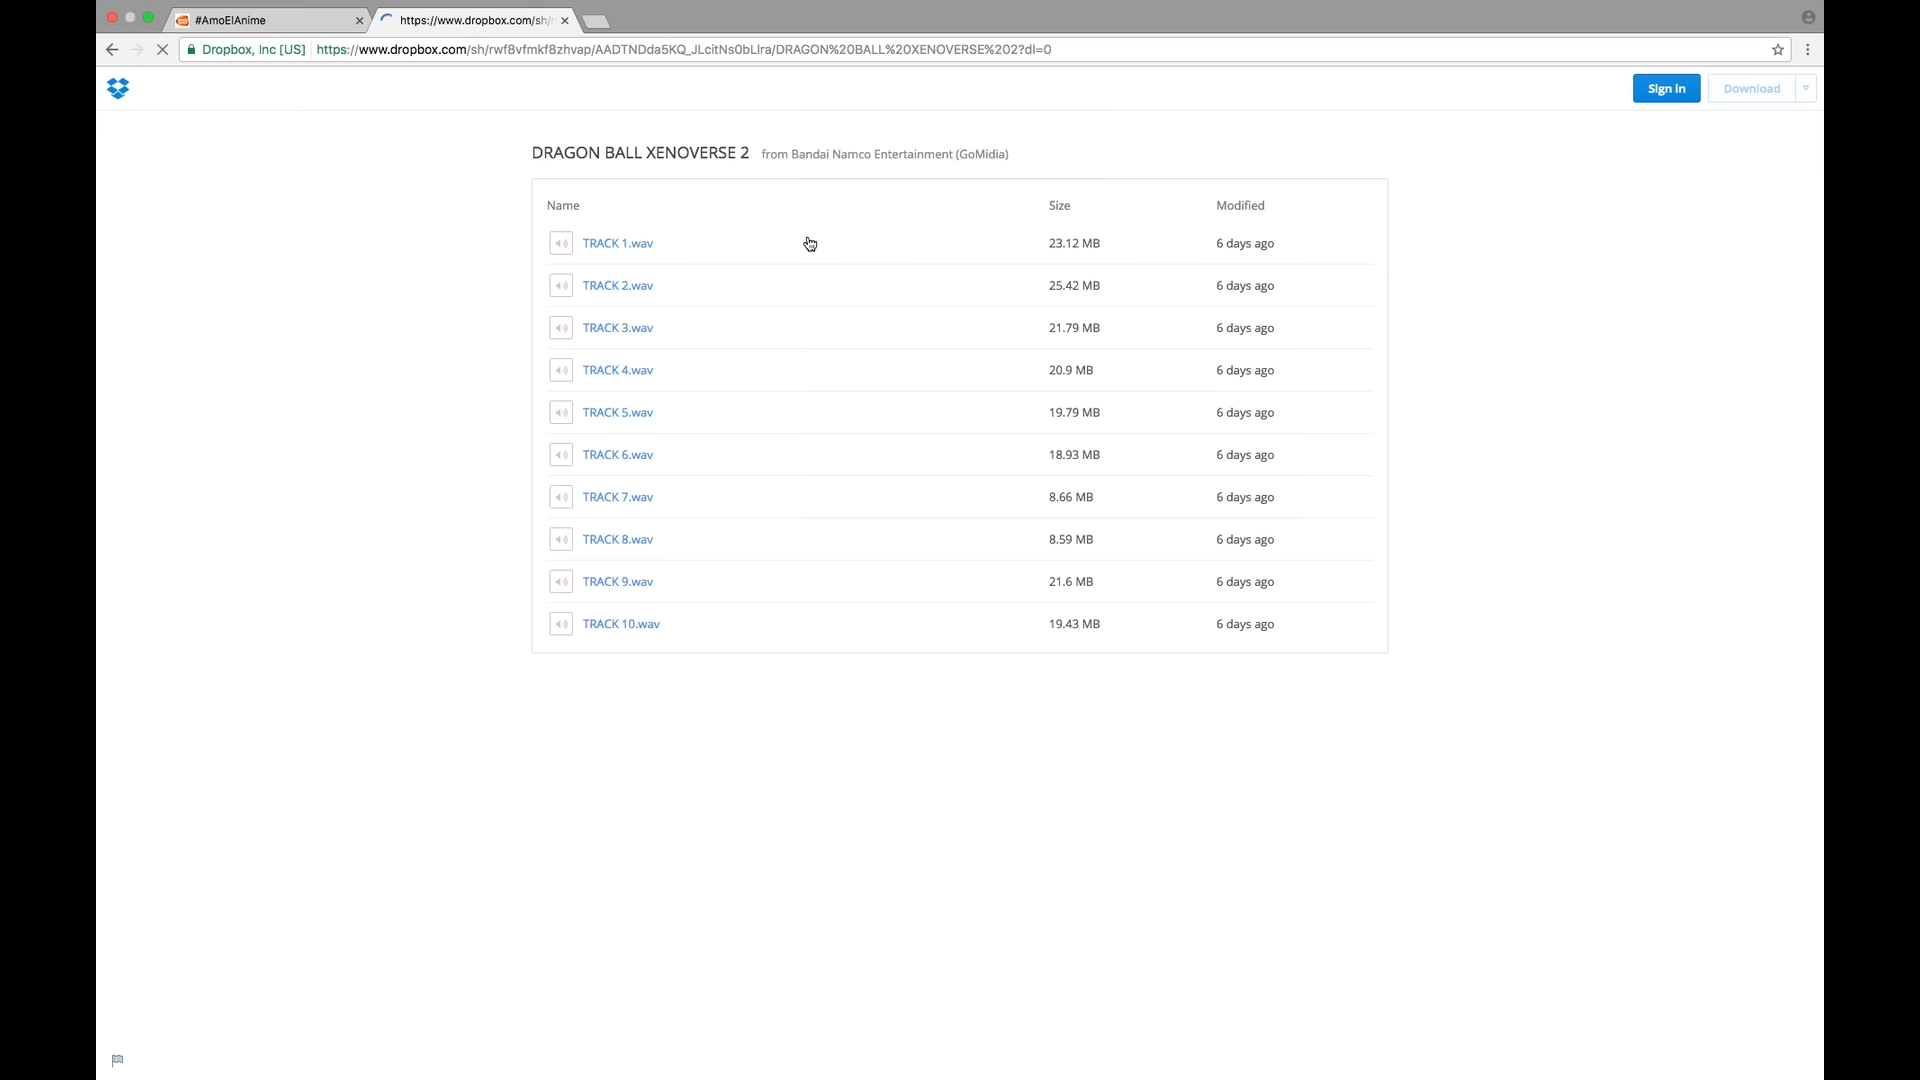 #AmoElAnime
https://www.dropbox.com/sh/r
Dropbox, Inc [US]
https://www.dropbox.com/sh/rwf8vfmkf8zhvap/AADTNDda5KQ_JLcitNs0bLlra/DRAGON%20BALL%20XENOVERSE%202?dl=0
Sign In
Download
DRAGON BALL XENOVERSE 2 from Bandai Namco Entertainment (GoMidia)
Name Size Modified
TRACK 1.wav 23.12 MB 6 days ago
TRACK 2.wav 25.42 MB 6 days ago
TRACK 3.wav 21.79 MB 6 days ago
TRACK 4.wav 20.9 MB 6 days ago
TRACK 5.wav 19.79 MB 6 days ago
TRACK 6.wav 18.93 MB 6 days ago
TRACK 7.wav 8.66 MB 6 days ago
TRACK 8.wav 8.59 MB 6 days ago
TRACK 9.wav 21.6 MB 6 days ago
TRACK 10.wav 19.43 MB 6 days ago